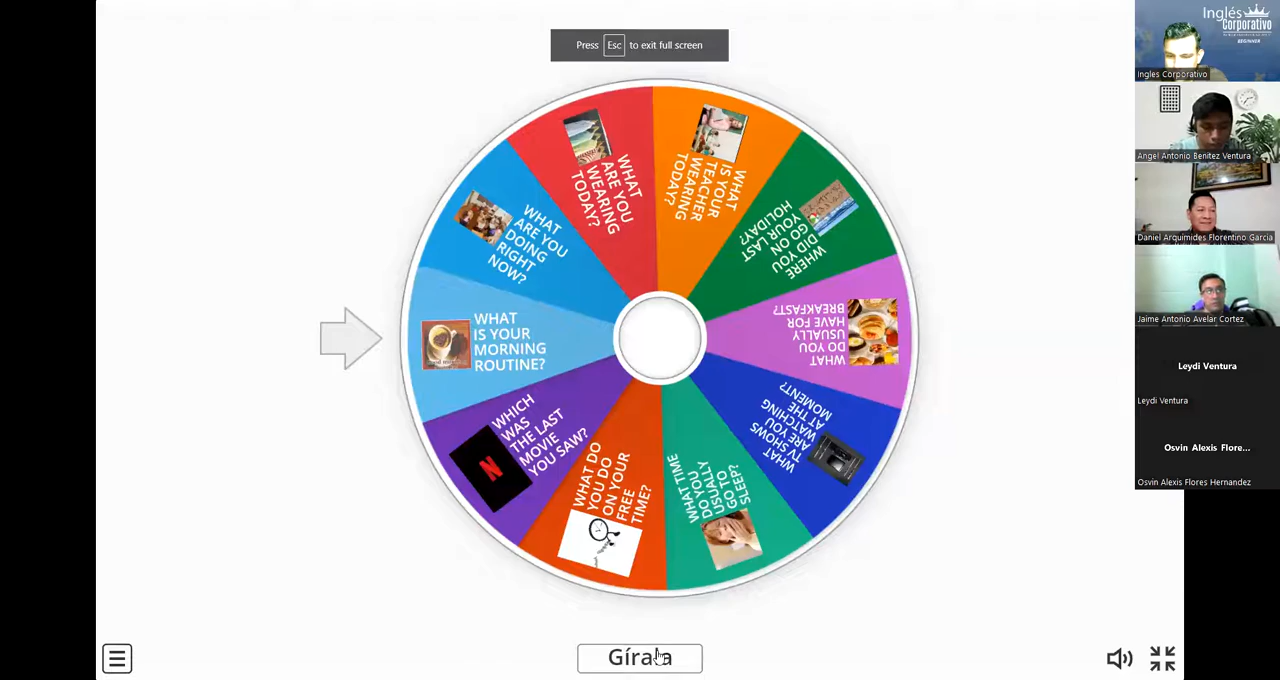 Press Esc to exit full screen
WHAT
ARE YOU
WEARING
TODAY?
WHAT
IS YOUR
TEACHER
WEARING
TODAY?
WHERE
DID YOU
GO ON
YOUR LAST
HOLIDAY?
WHAT
DO YOU
USUALLY
HAVE FOR
BREAKFAST?
WHAT
TV SHOWS
ARE YOU
WATCHING
AT THE
MOMENT?
WHAT TIME
DO YOU
USUALLY
GO TO
SLEEP?
WHAT DO
YOU DO
ON YOUR
FREE
TIME?
WHICH
WAS
THE LAST
MOVIE
YOU SAW?
N
WHAT
IS YOUR
MORNING
ROUTINE?
WHAT
ARE YOU
DOING
RIGHT
NOW?
Gírala
Inglés
Corporativo
BEGINNER
Ingles Corporativo
Angel Antonio Benitez Ventura
Daniel Arquimides Florentino Garcia
Jaime Antonio Avelar Cortez
Leydi Ventura
Leydi Ventura
Osvin Alexis Flore...
Osvin Alexis Flores Hernandez